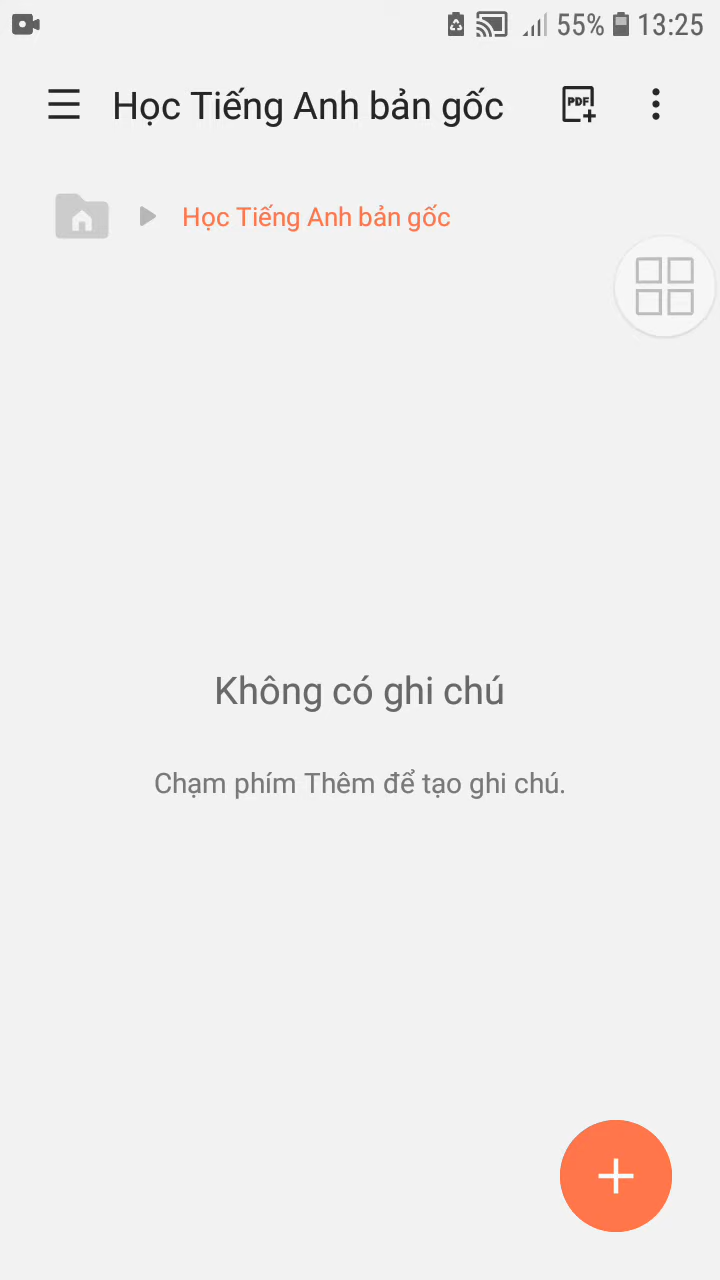 55% 13:25
Học Tiếng Anh bản gốc
PDF
Học Tiếng Anh bản gốc
Không có ghi chú
Chạm phím Thêm để tạo ghi chú.